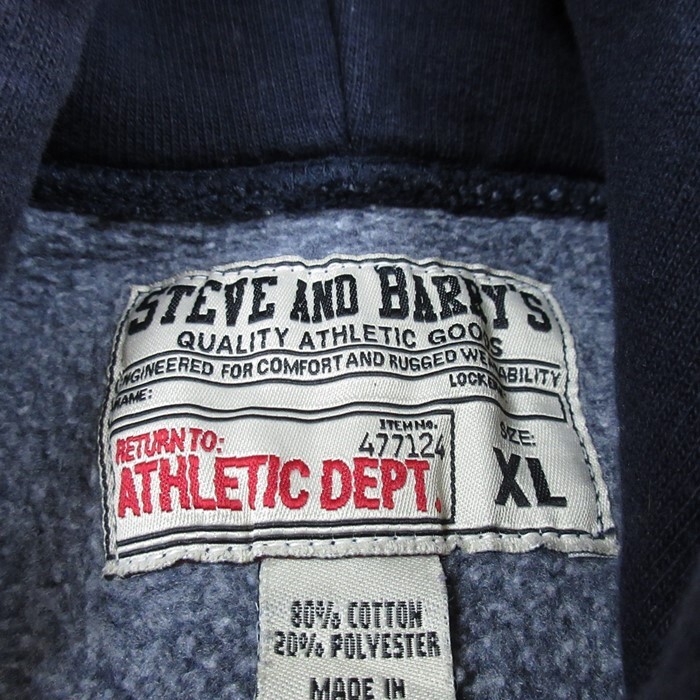 STEVE AND BARRY'S
QUALITY ATHLETIC GOODS
ENGINEERED FOR COMFORT AND RUGGED WEARABILITY
NAME:
RETURN TO:
ITEM NO.
477124
SIZE:
ATHLETIC DEPT.
XL
80% COTTON
20% POLYESTER
MADE IN